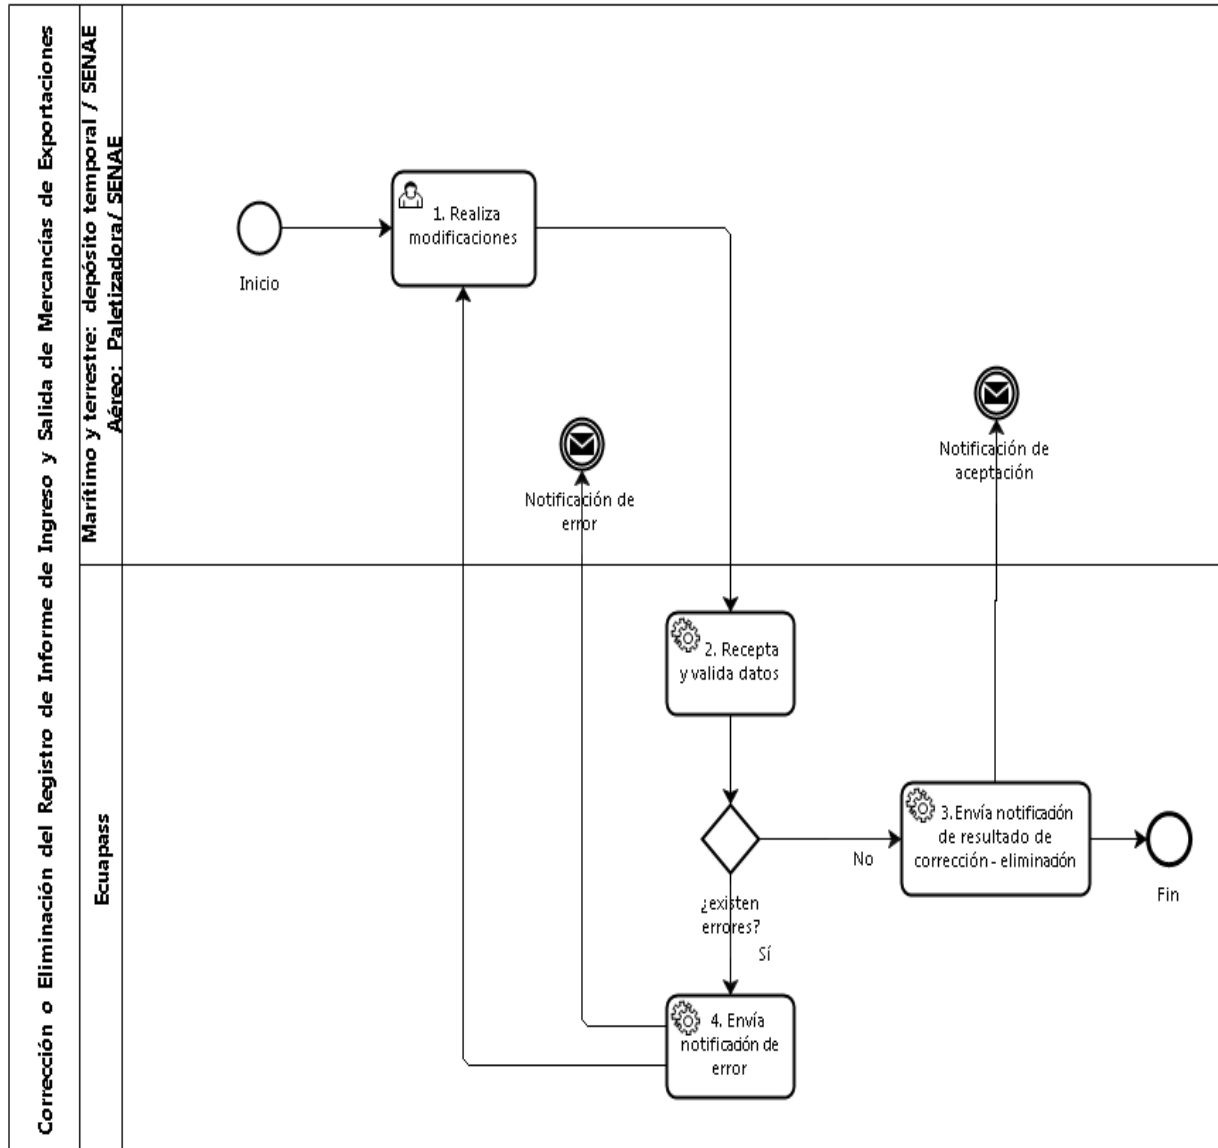 Corrección o Eliminación del Registro de Informe de Ingreso y Salida de Mercancías de Exportaciones
Marítimo y terrestre: depósito temporal / SENAE
Aéreo: Paletizadora/ SENAE
Inicio
1. Realiza
modificaciones
Notificación de
error
Notificación de
aceptación
Ecuapass
2. Recepta
y valida datos
¿existen
errores?
No
Sí
3. Envía notificación
de resultado de
corrección - eliminación
Fin
4. Envía
notificación de
error